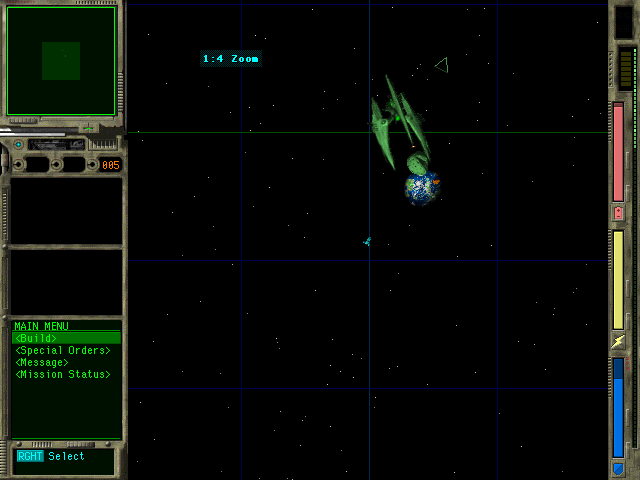 1:4 Zoom
005
MAIN MENU
<Build>
<Special Orders>
<Message>
<Mission Status>
RGHT Select